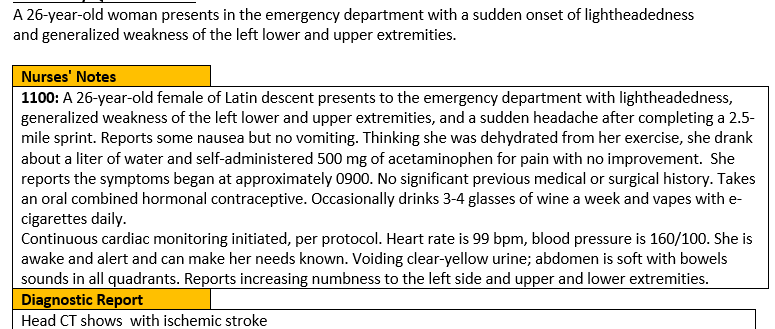 A 26-year-old woman presents in the emergency department with a sudden onset of lightheadedness
and generalized weakness of the left lower and upper extremities.
Nurses' Notes
1100: A 26-year-old female of Latin descent presents to the emergency department with lightheadedness,
generalized weakness of the left lower and upper extremities, and a sudden headache after completing a 2.5-
mile sprint. Reports some nausea but no vomiting. Thinking she was dehydrated from her exercise, she drank
about a liter of water and self-administered 500 mg of acetaminophen for pain with no improvement.  She
reports the symptoms began at approximately 0900. No significant previous medical or surgical history. Takes
an oral combined hormonal contraceptive. Occasionally drinks 3-4 glasses of wine a week and vapes with e-
cigarettes daily.
Continuous cardiac monitoring initiated, per protocol. Heart rate is 99 bpm, blood pressure is 160/100. She is
awake and alert and can make her needs known. Voiding clear-yellow urine; abdomen is soft with bowels
sounds in all quadrants. Reports increasing numbness to the left side and upper and lower extremities.
Diagnostic Report
Head CT shows  with ischemic stroke